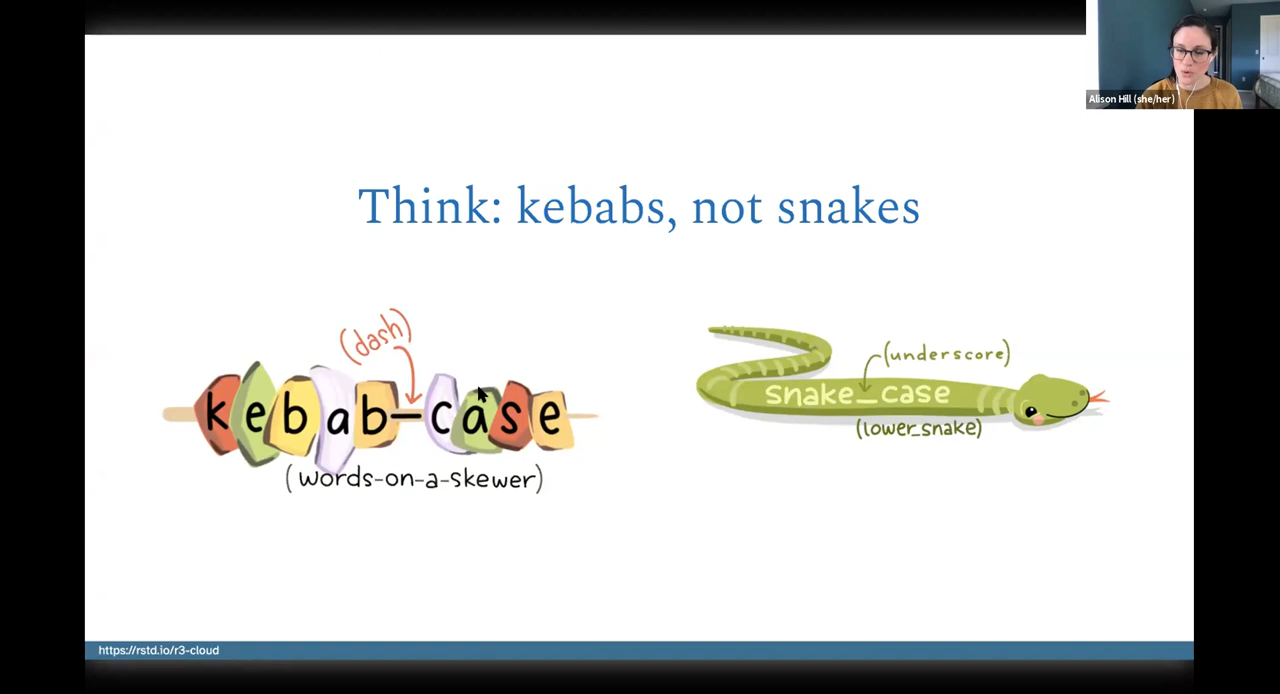 Alison Hill (she/her)
Think: kebabs, not snakes
(dash)
kebab-case
(words-on-a-skewer)
(underscore)
snake_case
(lower_snake)
https://rstd.io/r3-cloud